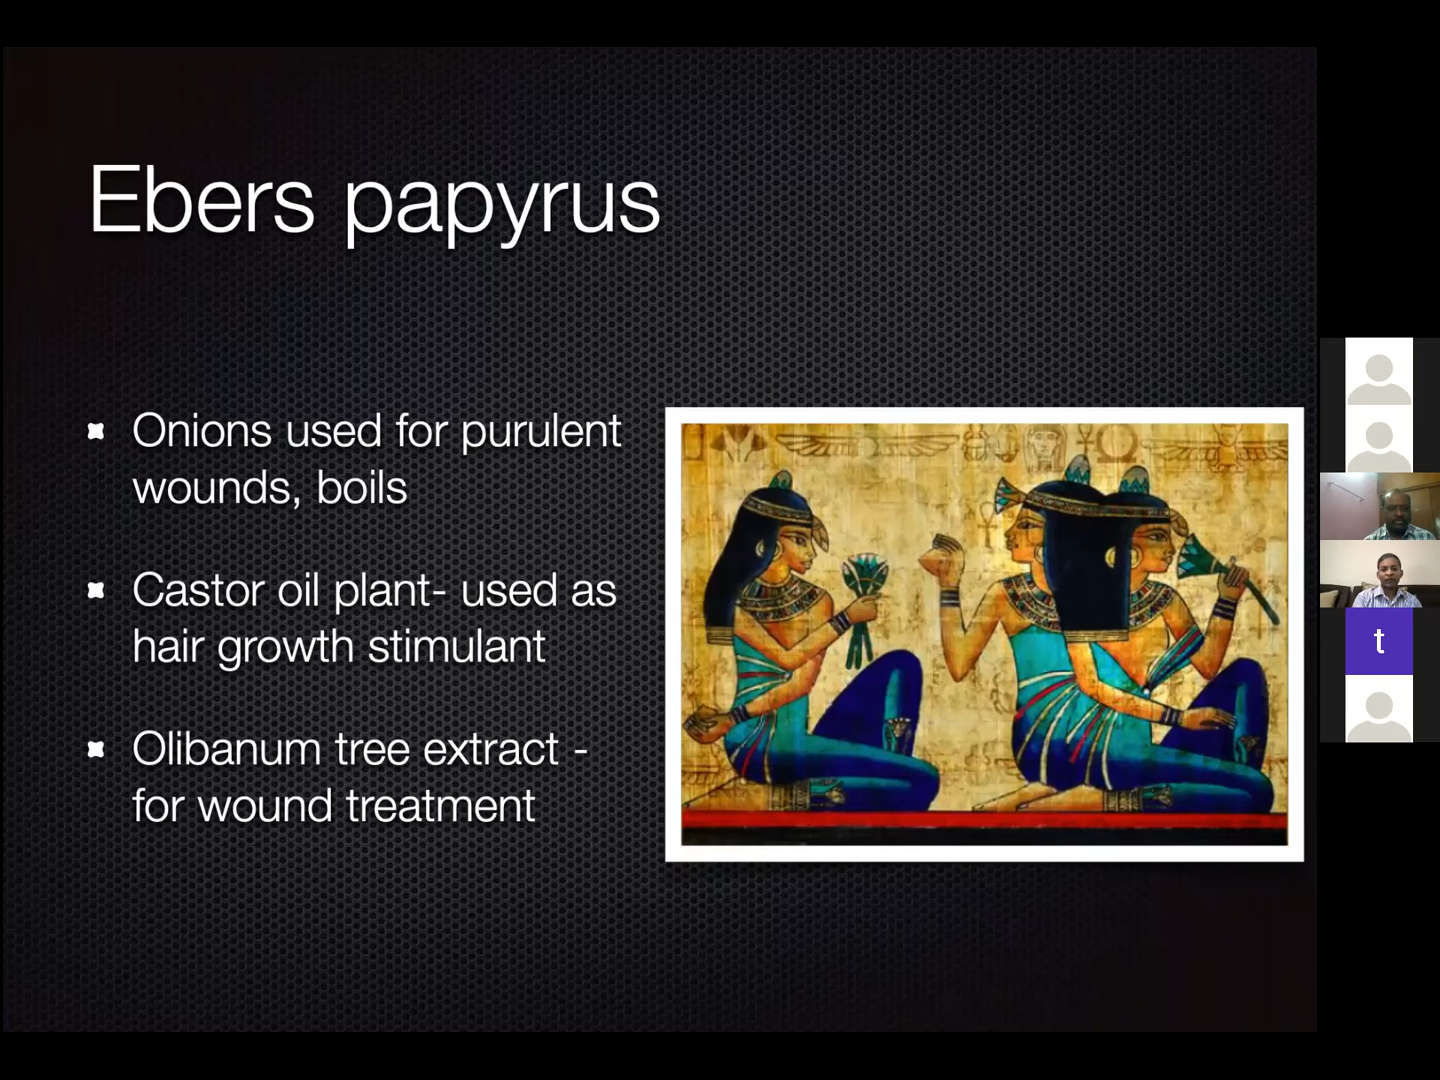 Ebers papyrus
Onions used for purulent
wounds, boils
Castor oil plant- used as
hair growth stimulant
Olibanum tree extract -
for wound treatment
t